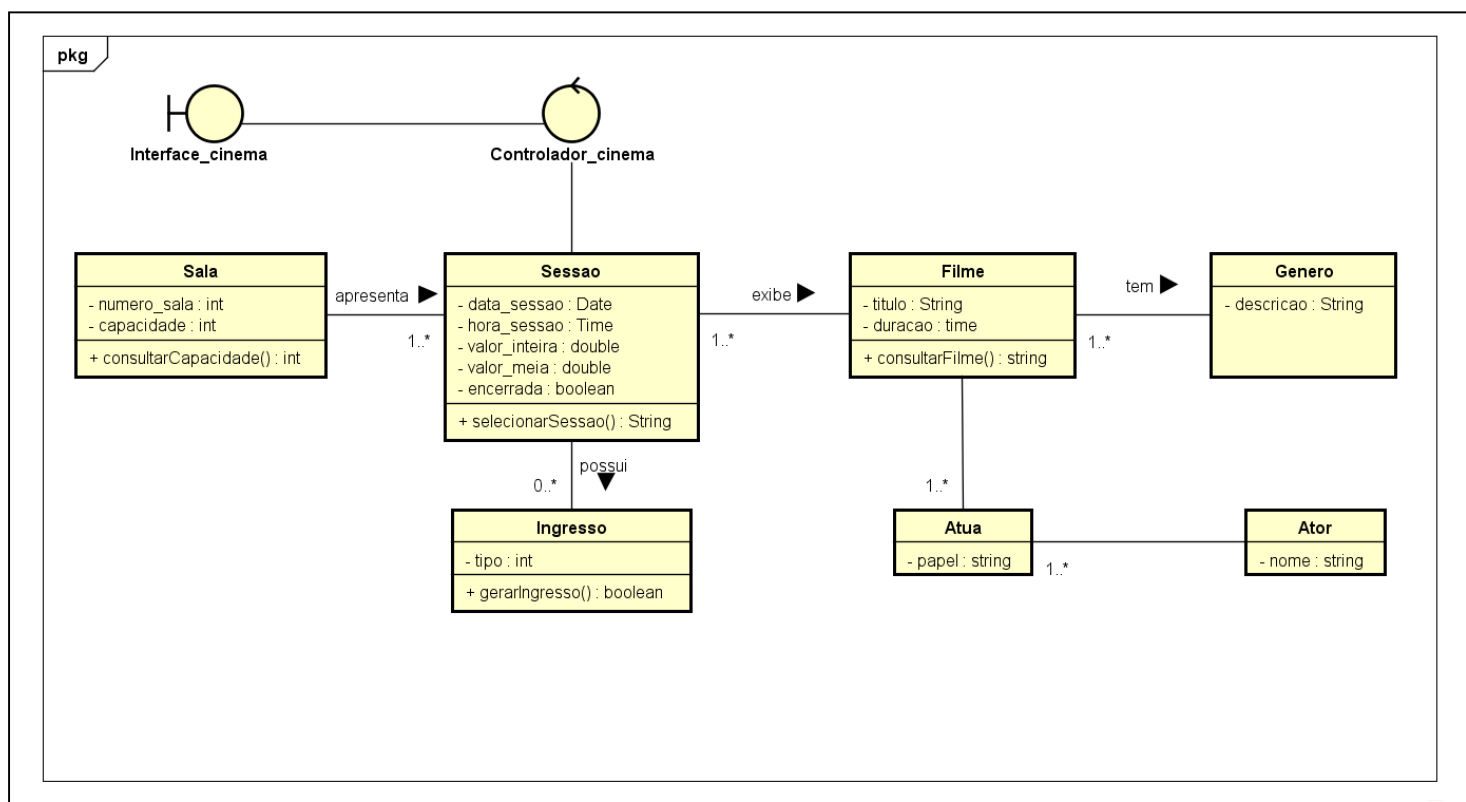 pkg
Interface_cinema
Controlador_cinema
Sala
- numero_sala : int
- capacidade : int
+ consultarCapacidade() : int
apresenta
1..*
Sessao
- data_sessao : Date
- hora_sessao : Time
- valor_inteira : double
- valor_meia : double
- encerrada : boolean
+ selecionarSessao() : String
exibe
1..*
Filme
- titulo : String
- duracao : time
+ consultarFilme() : string
tem
1..*
Genero
- descricao : String
possui
0..*
Ingresso
- tipo : int
+ gerarIngresso() : boolean
1..*
Atua
- papel : string
1..*
Ator
- nome : string